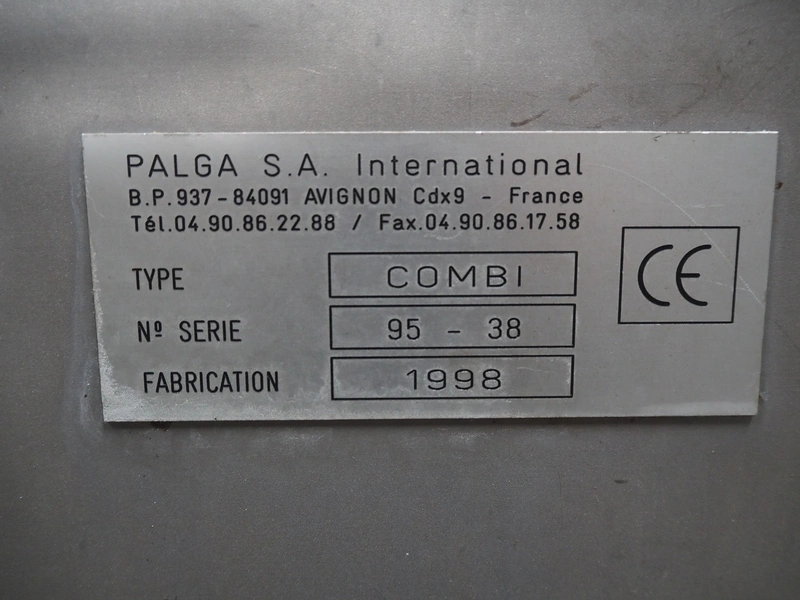 PALGA S.A. International
B.P. 937 - 84091 AVIGNON Cdx9 - France
Tél.04.90.86.22.88 / Fax.04.90.86.17.58
TYPE COMBI
Nº SERIE 95 - 38
FABRICATION 1998
CE